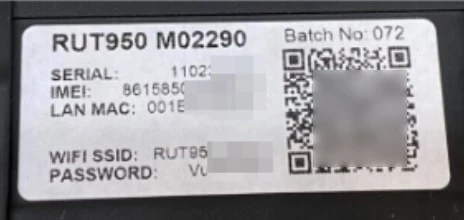 RUT950 M02290
Batch No: 072
SERIAL: 1102
IMEI: 8615850
LAN MAC: 001E
WIFI SSID: RUT95
PASSWORD: Vu